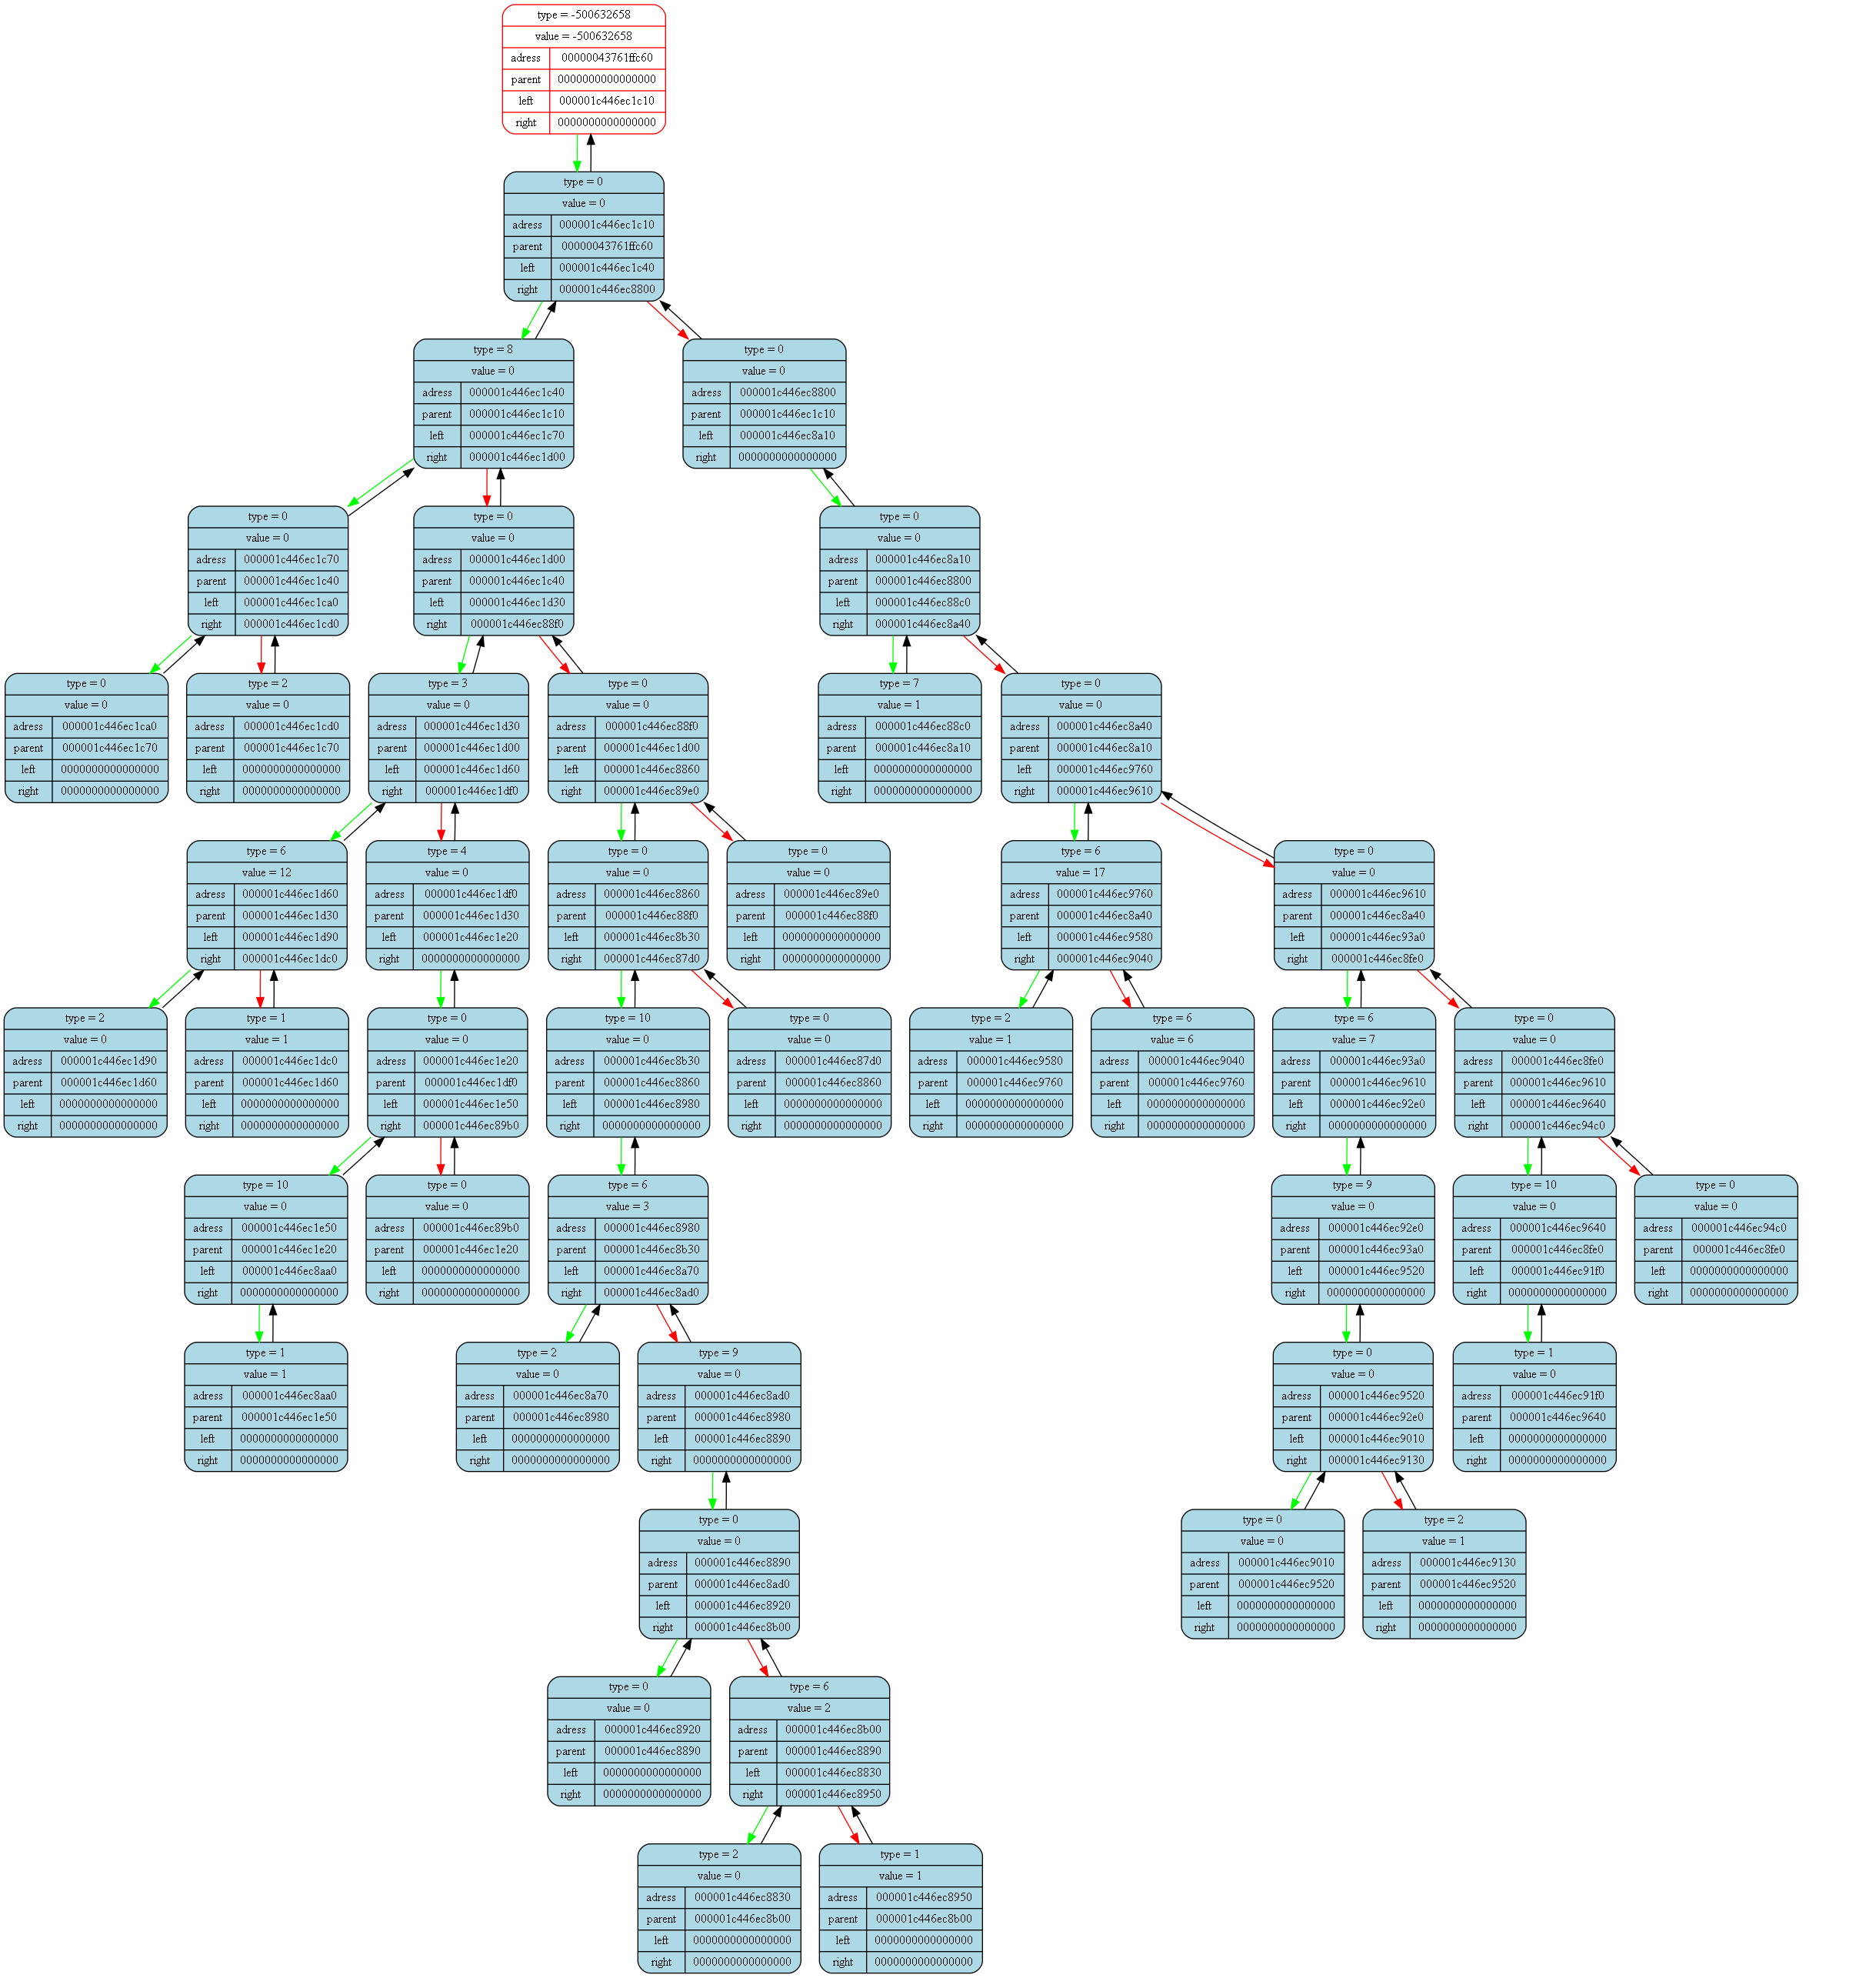 type = -500632658
value = -500632658
adress 00000043761ffc60
parent 0000000000000000
left 000001c446ec1c10
right 0000000000000000
type = 0
value = 0
adress 000001c446ec1c10
parent 00000043761ffc60
left 000001c446ec1c40
right 000001c446ec8800
type = 8
value = 0
adress 000001c446ec1c40
parent 000001c446ec1c10
left 000001c446ec1c70
right 000001c446ec1d00
type = 0
value = 0
adress 000001c446ec8800
parent 000001c446ec1c10
left 000001c446ec8a10
right 0000000000000000
type = 0
value = 0
adress 000001c446ec1c70
parent 000001c446ec1c40
left 000001c446ec1ca0
right 000001c446ec1cd0
type = 0
value = 0
adress 000001c446ec1d00
parent 000001c446ec1c40
left 000001c446ec1d30
right 000001c446ec88f0
type = 0
value = 0
adress 000001c446ec8a10
parent 000001c446ec8800
left 000001c446ec88c0
right 000001c446ec8a40
type = 0
value = 0
adress 000001c446ec1ca0
parent 000001c446ec1c70
left 0000000000000000
right 0000000000000000
type = 2
value = 0
adress 000001c446ec1cd0
parent 000001c446ec1c70
left 0000000000000000
right 0000000000000000
type = 3
value = 0
adress 000001c446ec1d30
parent 000001c446ec1d00
left 000001c446ec1d60
right 000001c446ec1df0
type = 0
value = 0
adress 000001c446ec88f0
parent 000001c446ec1d00
left 000001c446ec8860
right 000001c446ec89e0
type = 7
value = 1
adress 000001c446ec88c0
parent 000001c446ec8a10
left 0000000000000000
right 0000000000000000
type = 0
value = 0
adress 000001c446ec8a40
parent 000001c446ec8a10
left 000001c446ec9760
right 000001c446ec9610
type = 6
value = 12
adress 000001c446ec1d60
parent 000001c446ec1d30
left 000001c446ec1d90
right 000001c446ec1dc0
type = 4
value = 0
adress 000001c446ec1df0
parent 000001c446ec1d30
left 000001c446ec1e20
right 0000000000000000
type = 0
value = 0
adress 000001c446ec8860
parent 000001c446ec88f0
left 000001c446ec8b30
right 000001c446ec87d0
type = 0
value = 0
adress 000001c446ec89e0
parent 000001c446ec88f0
left 0000000000000000
right 0000000000000000
type = 6
value = 17
adress 000001c446ec9760
parent 000001c446ec8a40
left 000001c446ec9580
right 000001c446ec9040
type = 0
value = 0
adress 000001c446ec9610
parent 000001c446ec8a40
left 000001c446ec93a0
right 000001c446ec8fe0
type = 2
value = 0
adress 000001c446ec1d90
parent 000001c446ec1d60
left 0000000000000000
right 0000000000000000
type = 1
value = 1
adress 000001c446ec1dc0
parent 000001c446ec1d60
left 0000000000000000
right 0000000000000000
type = 0
value = 0
adress 000001c446ec1e20
parent 000001c446ec1df0
left 000001c446ec1e50
right 000001c446ec89b0
type = 10
value = 0
adress 000001c446ec8b30
parent 000001c446ec8860
left 000001c446ec8980
right 0000000000000000
type = 0
value = 0
adress 000001c446ec87d0
parent 000001c446ec8860
left 0000000000000000
right 0000000000000000
type = 2
value = 1
adress 000001c446ec9580
parent 000001c446ec9760
left 0000000000000000
right 0000000000000000
type = 6
value = 6
adress 000001c446ec9040
parent 000001c446ec9760
left 0000000000000000
right 0000000000000000
type = 6
value = 7
adress 000001c446ec93a0
parent 000001c446ec9610
left 000001c446ec92e0
right 0000000000000000
type = 0
value = 0
adress 000001c446ec8fe0
parent 000001c446ec9610
left 000001c446ec9640
right 000001c446ec94c0
type = 10
value = 0
adress 000001c446ec1e50
parent 000001c446ec1e20
left 000001c446ec8aa0
right 0000000000000000
type = 0
value = 0
adress 000001c446ec89b0
parent 000001c446ec1e20
left 0000000000000000
right 0000000000000000
type = 6
value = 3
adress 000001c446ec8980
parent 000001c446ec8b30
left 000001c446ec8a70
right 000001c446ec8ad0
type = 9
value = 0
adress 000001c446ec92e0
parent 000001c446ec93a0
left 000001c446ec9520
right 0000000000000000
type = 10
value = 0
adress 000001c446ec9640
parent 000001c446ec8fe0
left 000001c446ec91f0
right 0000000000000000
type = 0
value = 0
adress 000001c446ec94c0
parent 000001c446ec8fe0
left 0000000000000000
right 0000000000000000
type = 1
value = 1
adress 000001c446ec8aa0
parent 000001c446ec1e50
left 0000000000000000
right 0000000000000000
type = 2
value = 0
adress 000001c446ec8a70
parent 000001c446ec8980
left 0000000000000000
right 0000000000000000
type = 9
value = 0
adress 000001c446ec8ad0
parent 000001c446ec8980
left 000001c446ec8890
right 0000000000000000
type = 0
value = 0
adress 000001c446ec9520
parent 000001c446ec92e0
left 000001c446ec9010
right 000001c446ec9130
type = 1
value = 0
adress 000001c446ec91f0
parent 000001c446ec9640
left 0000000000000000
right 0000000000000000
type = 0
value = 0
adress 000001c446ec8890
parent 000001c446ec8ad0
left 000001c446ec8920
right 000001c446ec8b00
type = 0
value = 0
adress 000001c446ec9010
parent 000001c446ec9520
left 0000000000000000
right 0000000000000000
type = 2
value = 1
adress 000001c446ec9130
parent 000001c446ec9520
left 0000000000000000
right 0000000000000000
type = 0
value = 0
adress 000001c446ec8920
parent 000001c446ec8890
left 0000000000000000
right 0000000000000000
type = 6
value = 2
adress 000001c446ec8b00
parent 000001c446ec8890
left 000001c446ec8830
right 000001c446ec8950
type = 2
value = 0
adress 000001c446ec8830
parent 000001c446ec8b00
left 0000000000000000
right 0000000000000000
type = 1
value = 1
adress 000001c446ec8950
parent 000001c446ec8b00
left 0000000000000000
right 0000000000000000